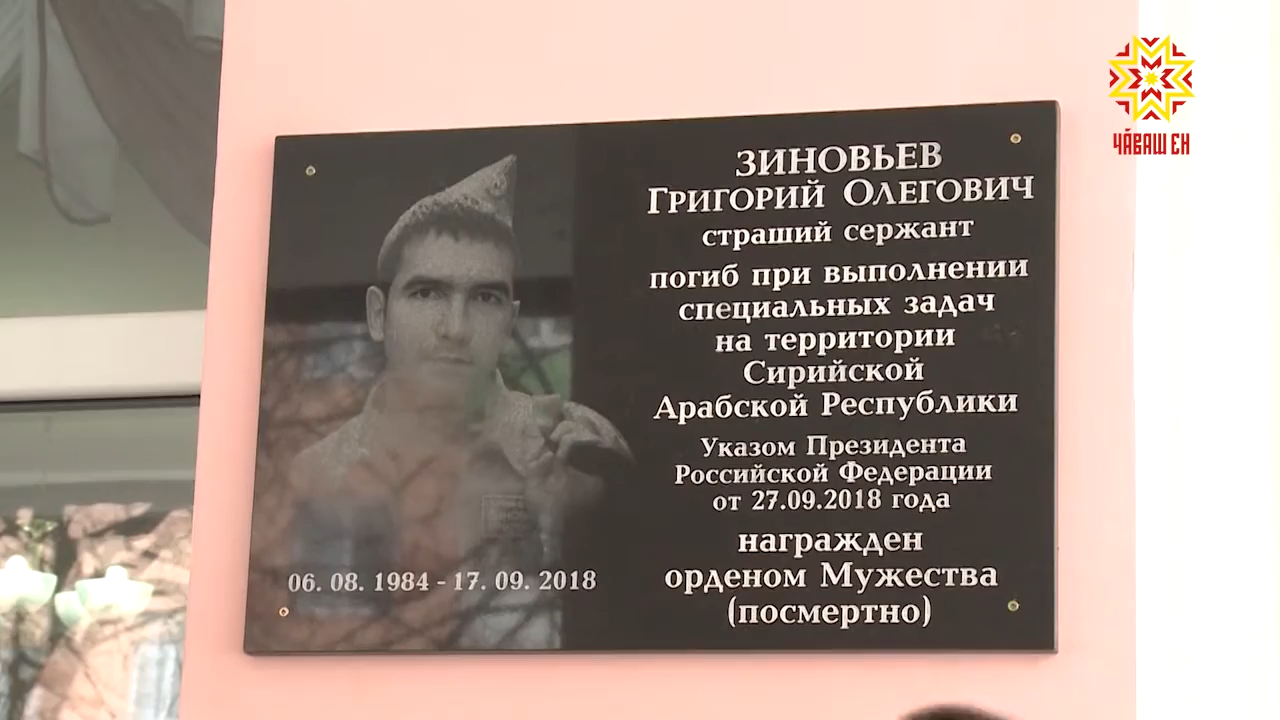 ЧӐВАШ ЕН
ЗИНОВЬЕВ
ГРИГОРИЙ ОЛЕГОВИЧ
страший сержант
погиб при выполнении
специальных задач
на территории
Сирийской
Арабской Республики
Указом Президента
Российской Федерации
от 27.09.2018 года
награжден
орденом Мужества
(посмертно)
06. 08. 1984 - 17. 09. 2018